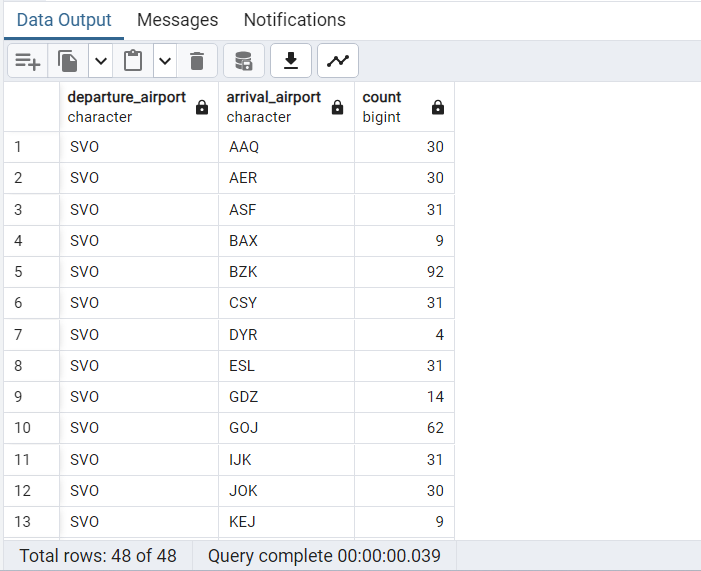 Data Output Messages Notifications
departure_airport arrival_airport count
character character bigint
1 SVO AAQ 30
2 SVO AER 30
3 SVO ASF 31
4 SVO BAX 9
5 SVO BZK 92
6 SVO CSY 31
7 SVO DYR 4
8 SVO ESL 31
9 SVO GDZ 14
10 SVO GOJ 62
11 SVO IJK 31
12 SVO JOK 30
13 SVO KEJ 9
Total rows: 48 of 48 Query complete 00:00:00.039